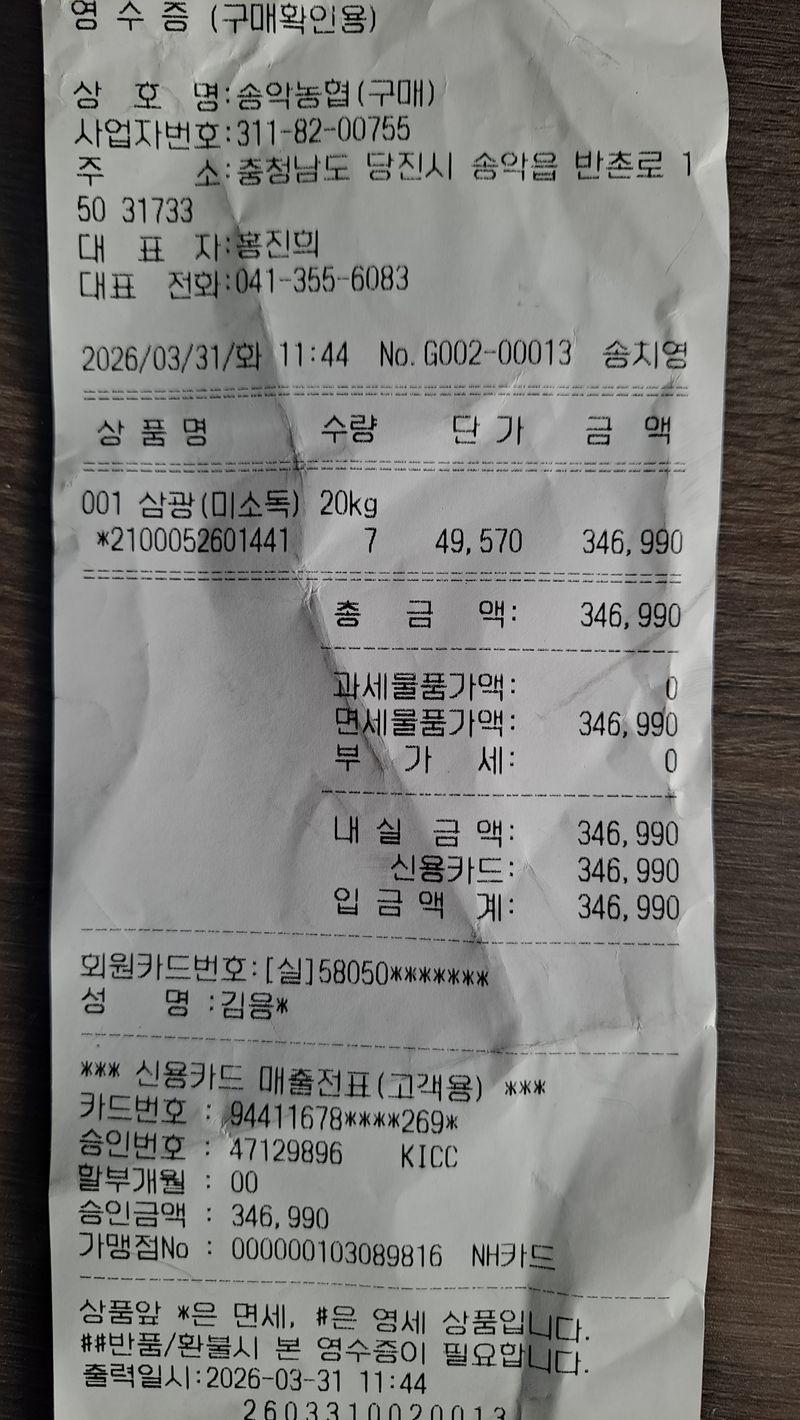 영 수 증 (구매확인용)
상 호 명:송악농협(구매)
사업자번호:311-82-00755
주 소:충청남도 당진시 송악읍 반촌로 1
50 31733
대 표 자:홍진의
대표 전화:041-355-6083
2026/03/31/화 11:44 No.G002-00013 송지영
상 품 명 수량 단 가 금 액
001 삼광(미소독) 20kg
*2100052601441 7 49,570 346,990
총 금 액: 346,990
과세물품가액: 0
면세물품가액: 346,990
부 가 세: 0
내 실 금 액: 346,990
신용카드: 346,990
입 금 액 계: 346,990
회원카드번호:[실]58050*******
성 명 :김용*
*** 신용카드 매출전표(고객용) ***
카드번호 : 94411678****269*
승인번호 : 47129896 KICC
할부개월 : 00
승인금액 : 346,990
가맹점No : 000000103089816 NH카드
상품앞 *은 면세, #은 영세 상품입니다.
##반품/환불시 본 영수증이 필요합니다.
출력일시:2026-03-31 11:44
2603310020013